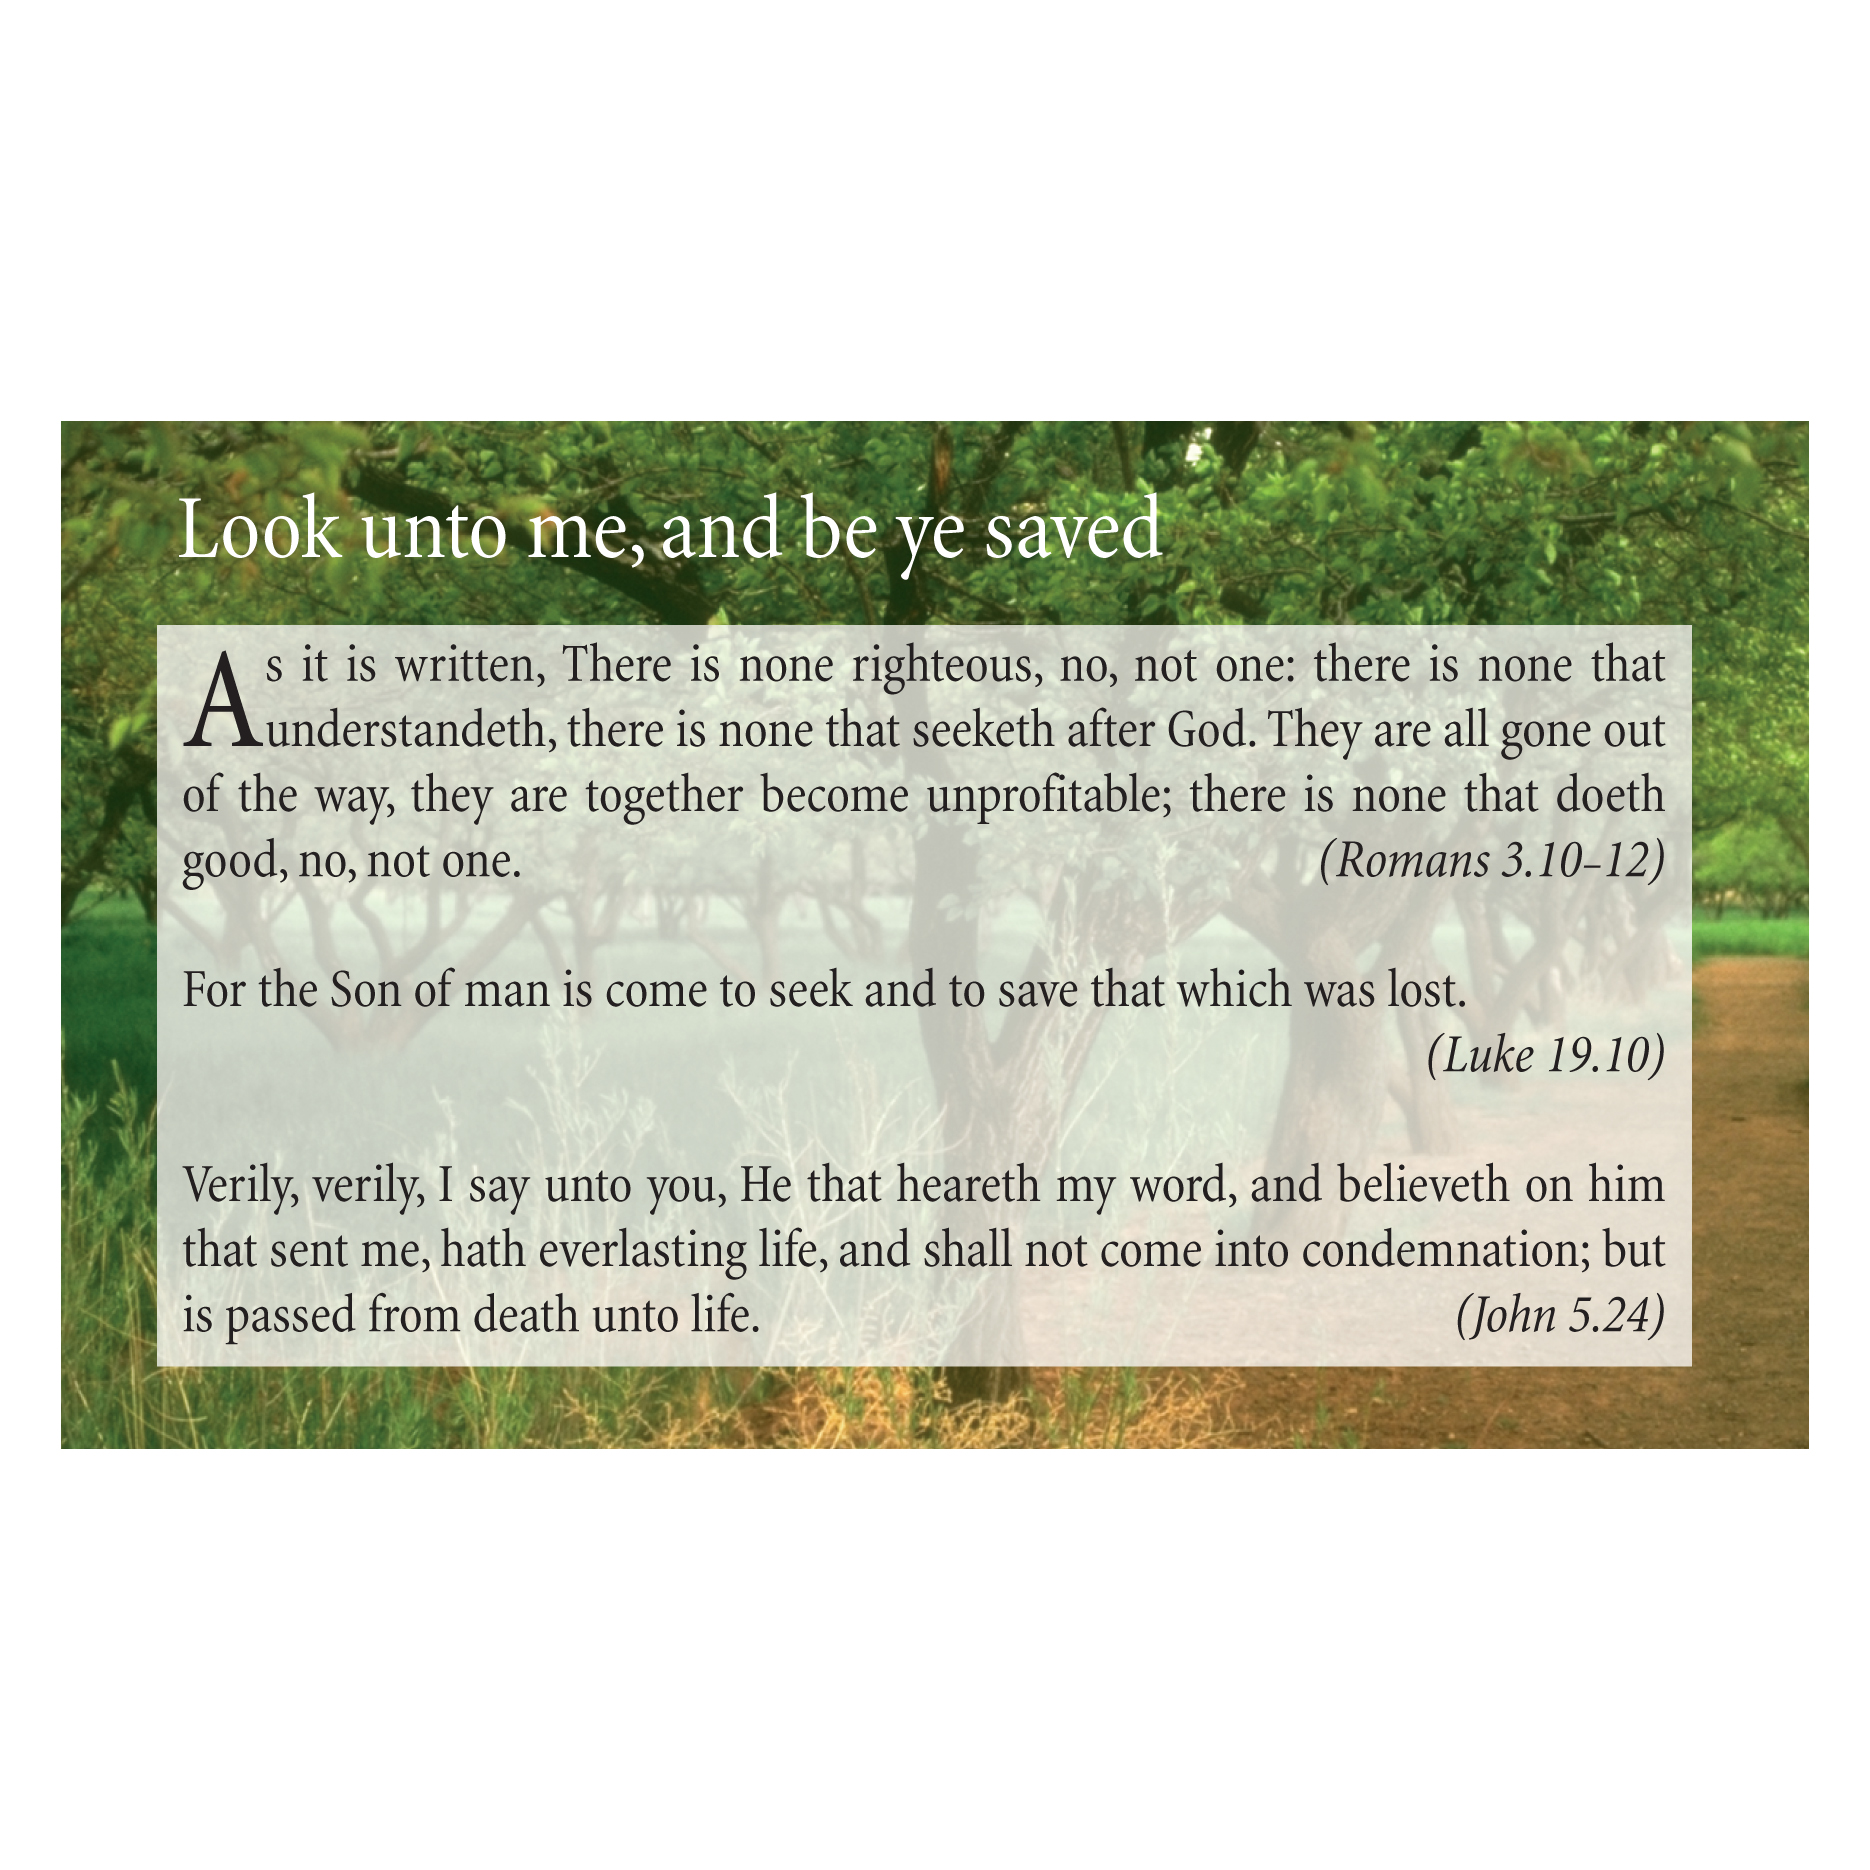 Look unto me, and be ye saved
As it is written, There is none righteous, no, not one: there is none that
understandeth, there is none that seeketh after God. They are all gone out
of the way, they are together become unprofitable; there is none that doeth
good, no, not one. (Romans 3.10–12)
For the Son of man is come to seek and to save that which was lost.
(Luke 19.10)
Verily, verily, I say unto you, He that heareth my word, and believeth on him
that sent me, hath everlasting life, and shall not come into condemnation; but
is passed from death unto life. (John 5.24)